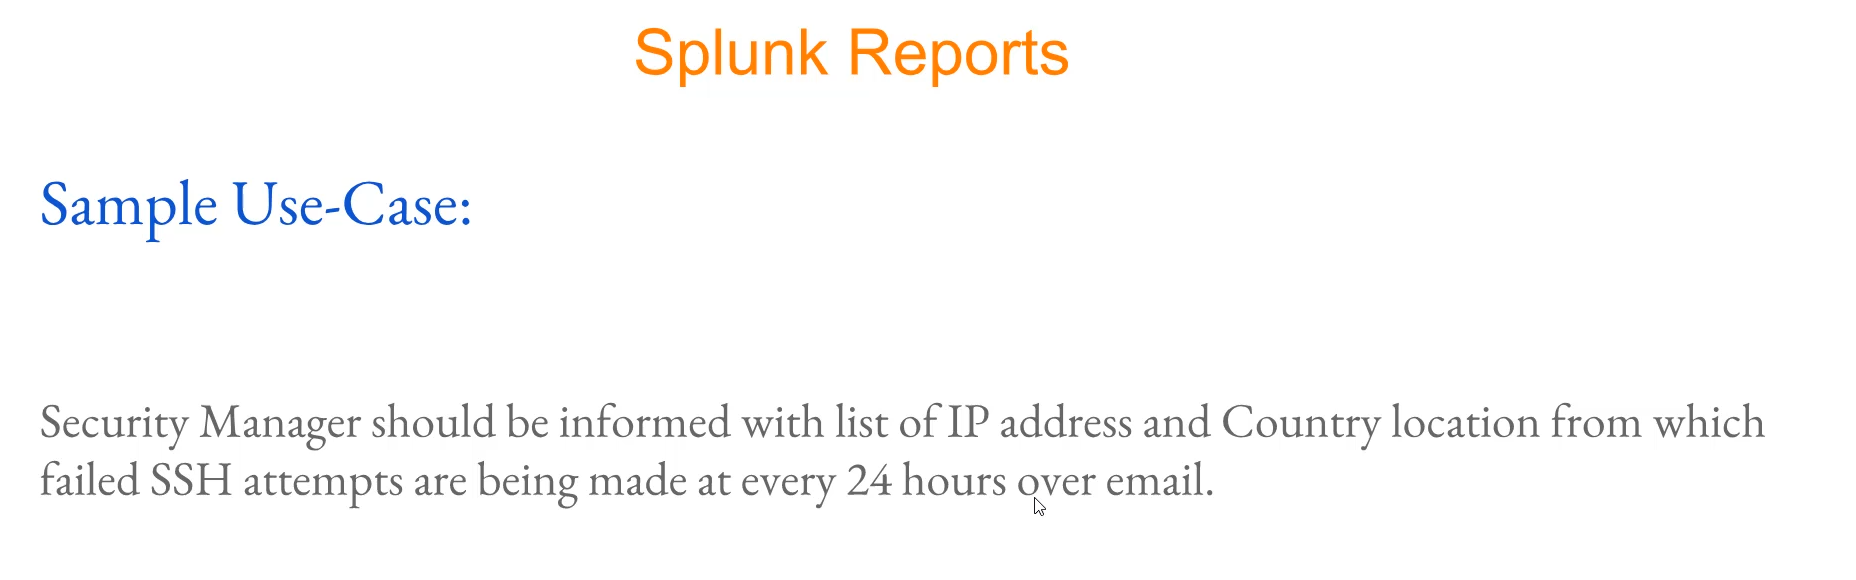 Splunk Reports
Sample Use-Case:
Security Manager should be informed with list of IP address and Country location from which
failed SSH attempts are being made at every 24 hours over email.